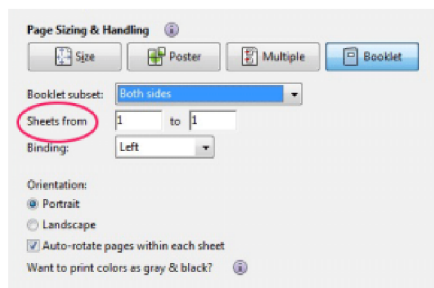 Page Sizing & Handling
Size Poster Multiple Booklet
Booklet subset: Both sides
Sheets from 1 to 1
Binding: Left
Orientation:
Portrait
Landscape
Auto-rotate pages within each sheet
Want to print colors as gray & black?